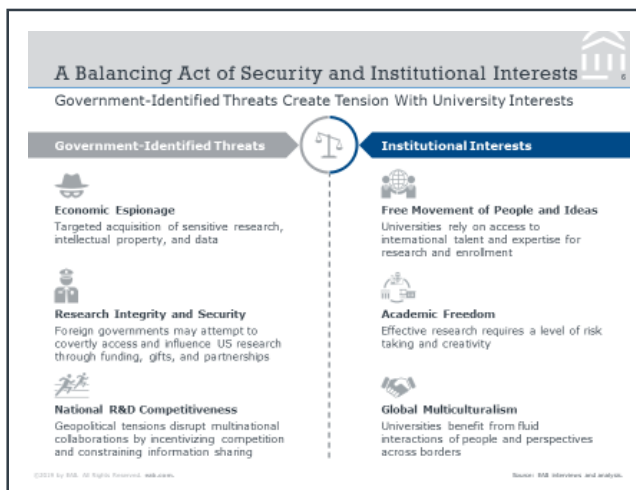 A Balancing Act of Security and Institutional Interests
6
Government-Identified Threats Create Tension With University Interests
Government-Identified Threats
Economic Espionage
Targeted acquisition of sensitive research,
intellectual property, and data
Research Integrity and Security
Foreign governments may attempt to
covertly access and influence US research
through funding, gifts, and partnerships
National R&D Competitiveness
Geopolitical tensions disrupt multinational
collaborations by incentivizing competition
and constraining information sharing
Institutional Interests
Free Movement of People and Ideas
Universities rely on access to
international talent and expertise for
research and enrollment
Academic Freedom
Effective research requires a level of risk
taking and creativity
Global Multiculturalism
Universities benefit from fluid
interactions of people and perspectives
across borders
©2019 by EAB. All Rights Reserved. eab.com.
Source: EAB interviews and analysis.